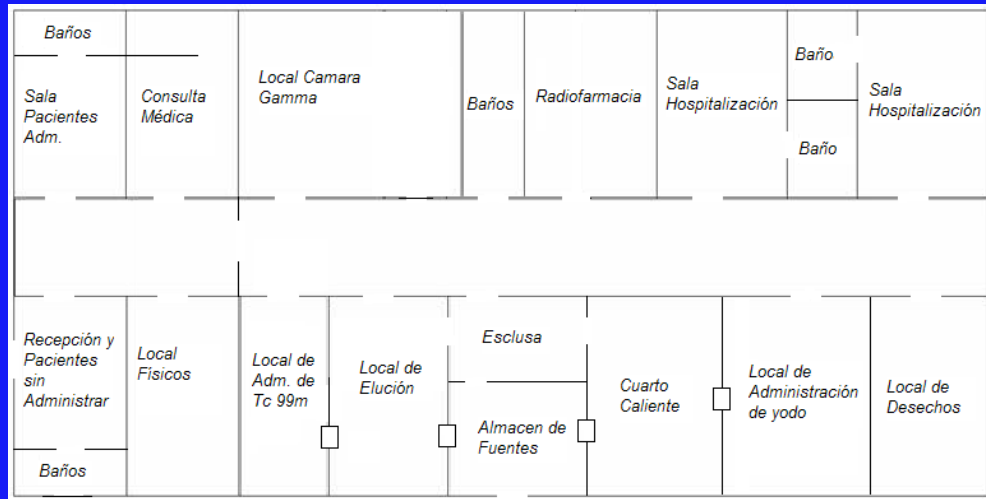 Baños
Sala
Pacientes
Adm.
Consulta
Médica
Local Camara
Gamma
Baños
Radiofarmacia
Sala
Hospitalización
Baño
Baño
Sala
Hospitalización
Recepción y
Pacientes
sin
Administrar
Baños
Local
Físicos
Local de
Adm. de
Tc 99m
Local de
Elución
Esclusa
Almacen de
Fuentes
Cuarto
Caliente
Local de
Administración
de yodo
Local de
Desechos